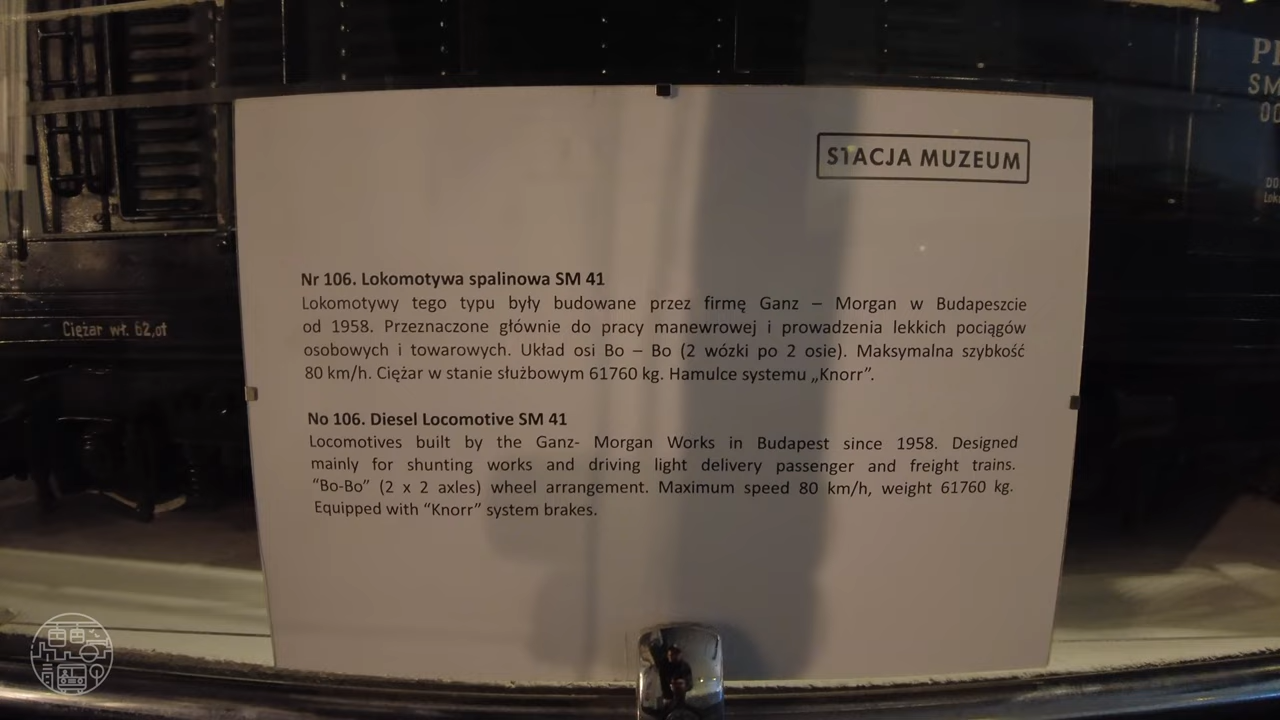 STACJA MUZEUM
Nr 106. Lokomotywa spalinowa SM 41
Lokomotywy tego typu były budowane przez firmę Ganz – Morgan w Budapeszcie
od 1958. Przeznaczone głównie do pracy manewrowej i prowadzenia lekkich pociągów
osobowych i towarowych. Układ osi Bo – Bo (2 wózki po 2 osie). Maksymalna szybkość
80 km/h. Ciężar w stanie służbowym 61760 kg. Hamulce systemu „Knorr”.
No 106. Diesel Locomotive SM 41
Locomotives built by the Ganz- Morgan Works in Budapest since 1958. Designed
mainly for shunting works and driving light delivery passenger and freight trains.
“Bo-Bo” (2 x 2 axles) wheel arrangement. Maximum speed 80 km/h, weight 61760 kg.
Equipped with “Knorr” system brakes.
Ciężar wł. 62,0t
SM